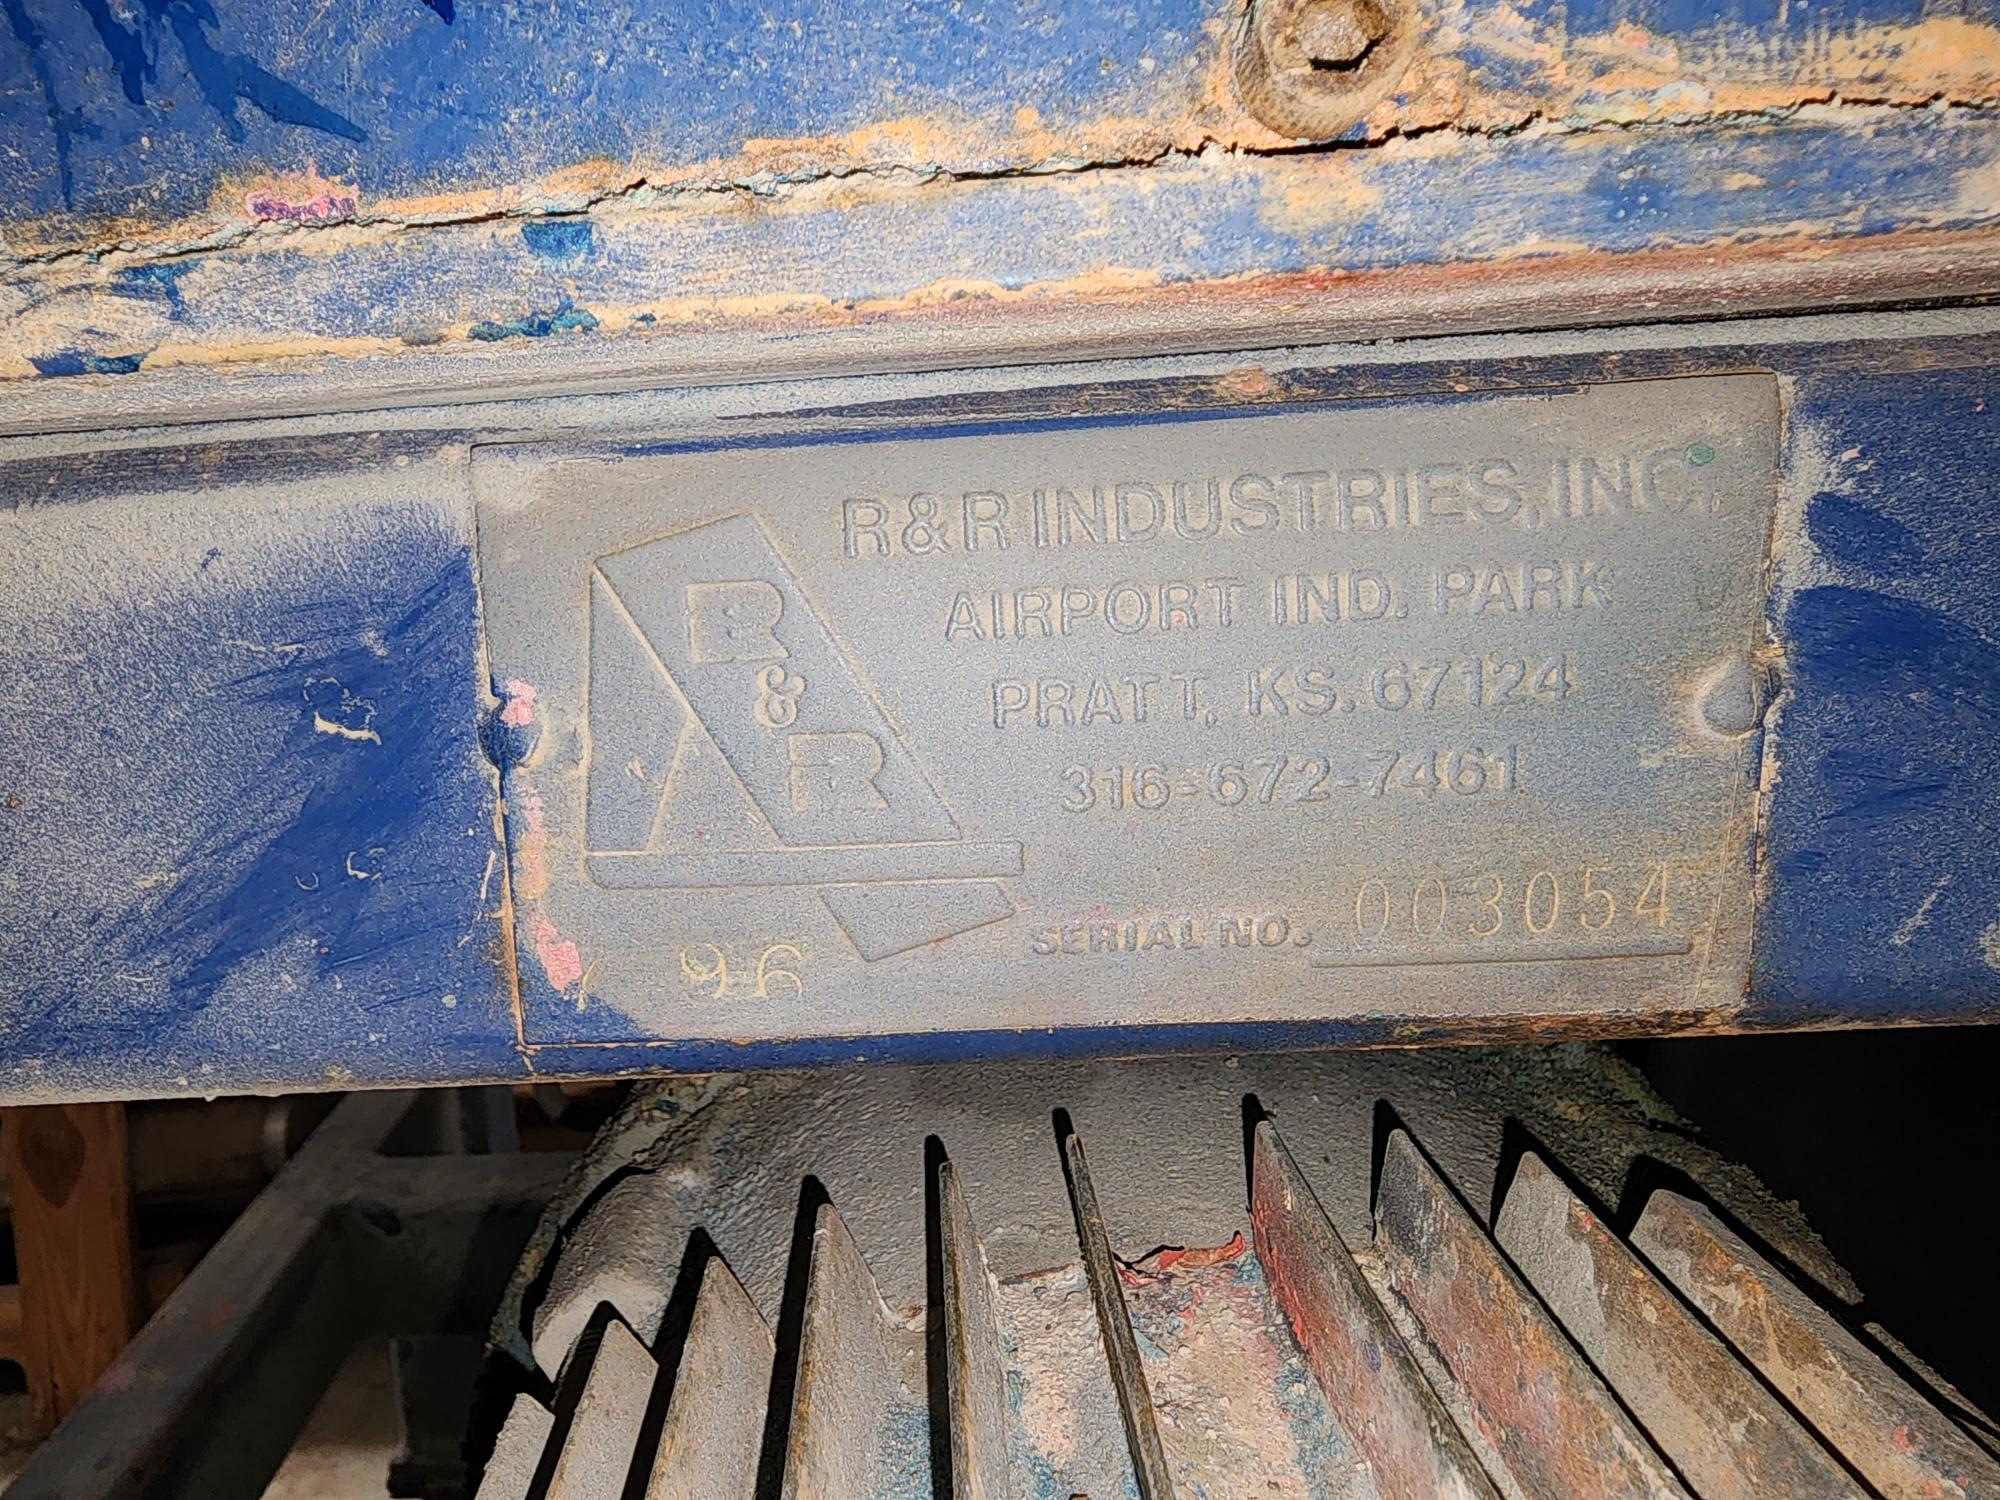 R&R INDUSTRIES, INC.
AIRPORT IND. PARK
PRATT, KS. 67124
316-672-7461
R
&
R
SERIAL NO. 003054
96